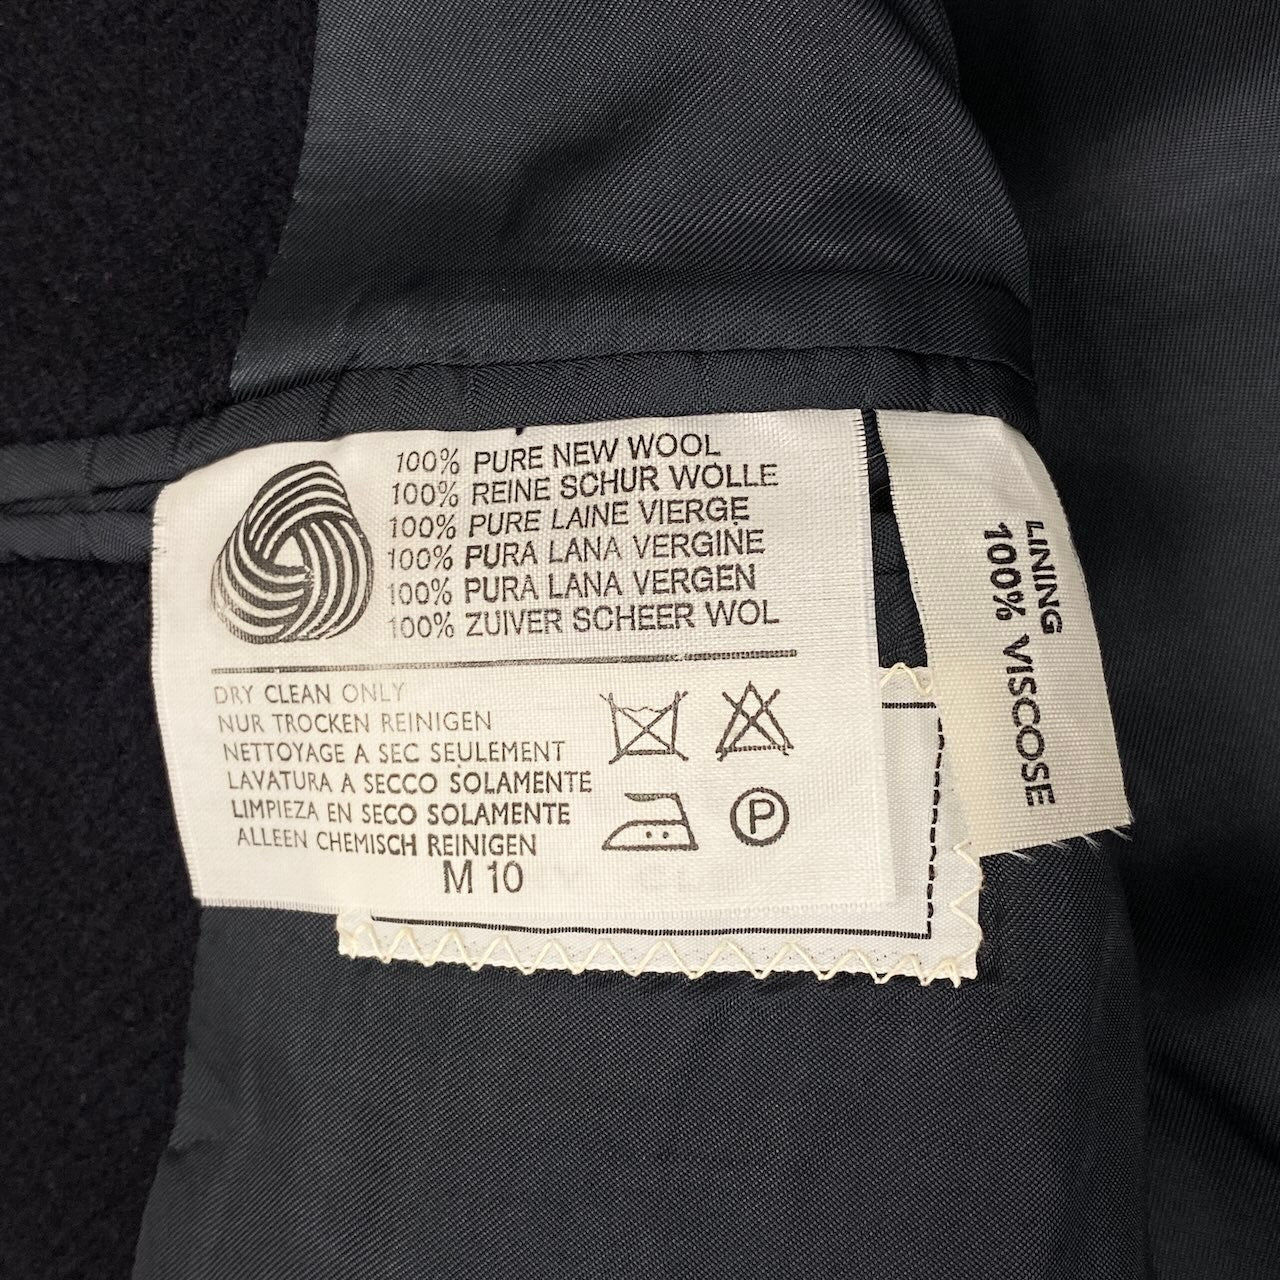 100% PURE NEW WOOL
100% REINE SCHUR WOLLE
100% PURE LAINE VIERGE
100% PURA LANA VERGINE
100% PURA LANA VERGEN
100% ZUIVER SCHEER WOL
DRY CLEAN ONLY
NUR TROCKEN REINIGEN
NETTOYAGE A SEC SEULEMENT
LAVATURA A SECCO SOLAMENTE
LIMPIEZA EN SECO SOLAMENTE
ALLEEN CHEMISCH REINIGEN
M 10
P
LINING
100% VISCOSE